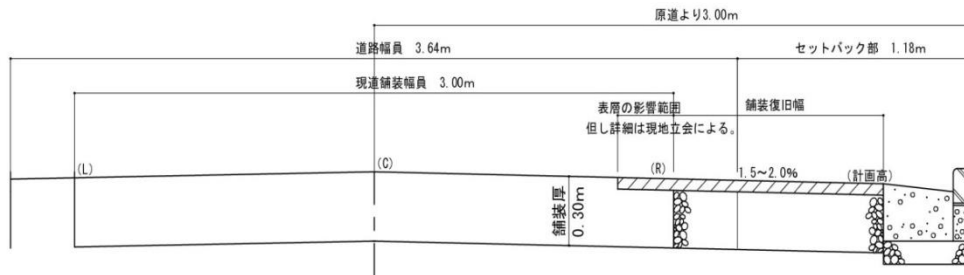 原道より3.00m
道路幅員 3.64m
セットバック部 1.18m
現道舗装幅員 3.00m
表層の影響範囲
舗装復旧幅
但し詳細は現地立会による。
(L)
(C)
(R)
1.5~2.0%
(計画高)
舗装厚
0.30m